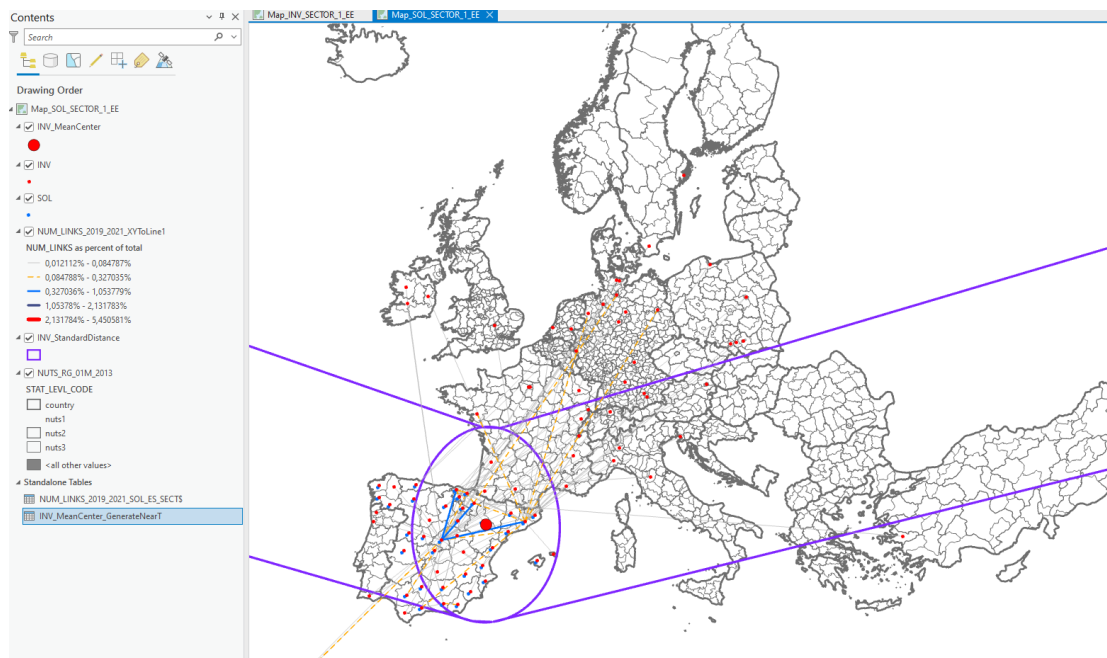 Contents
Search
Drawing Order
Map_SOL_SECTOR_1_EE
INV_MeanCenter
INV
SOL
NUM_LINKS_2019_2021_XYToLine1
NUM_LINKS as percent of total
0,012112% - 0,084787%
0,084788% - 0,327035%
0,327036% - 1,053779%
1,05378% - 2,131783%
2,131784% - 5,450581%
INV_StandardDistance
NUTS_RG_01M_2013
STAT_LEVL_CODE
country
nuts1
nuts2
nuts3
<all other values>
Standalone Tables
NUM_LINKS_2019_2021_SOL_ES_SECT$
INV_MeanCenter_GenerateNearT
Map_INV_SECTOR_1_EE
Map_SOL_SECTOR_1_EE